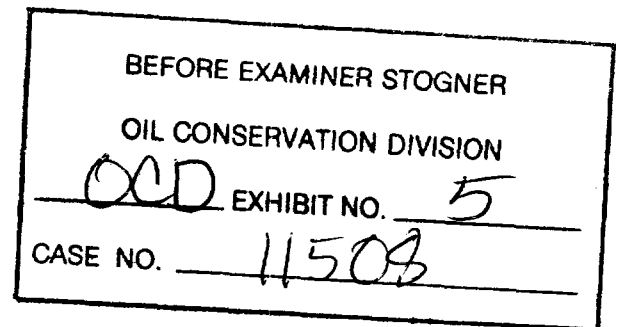 BEFORE EXAMINER STOGNER
OIL CONSERVATION DIVISION
OCD EXHIBIT NO. 5
CASE NO. 11508